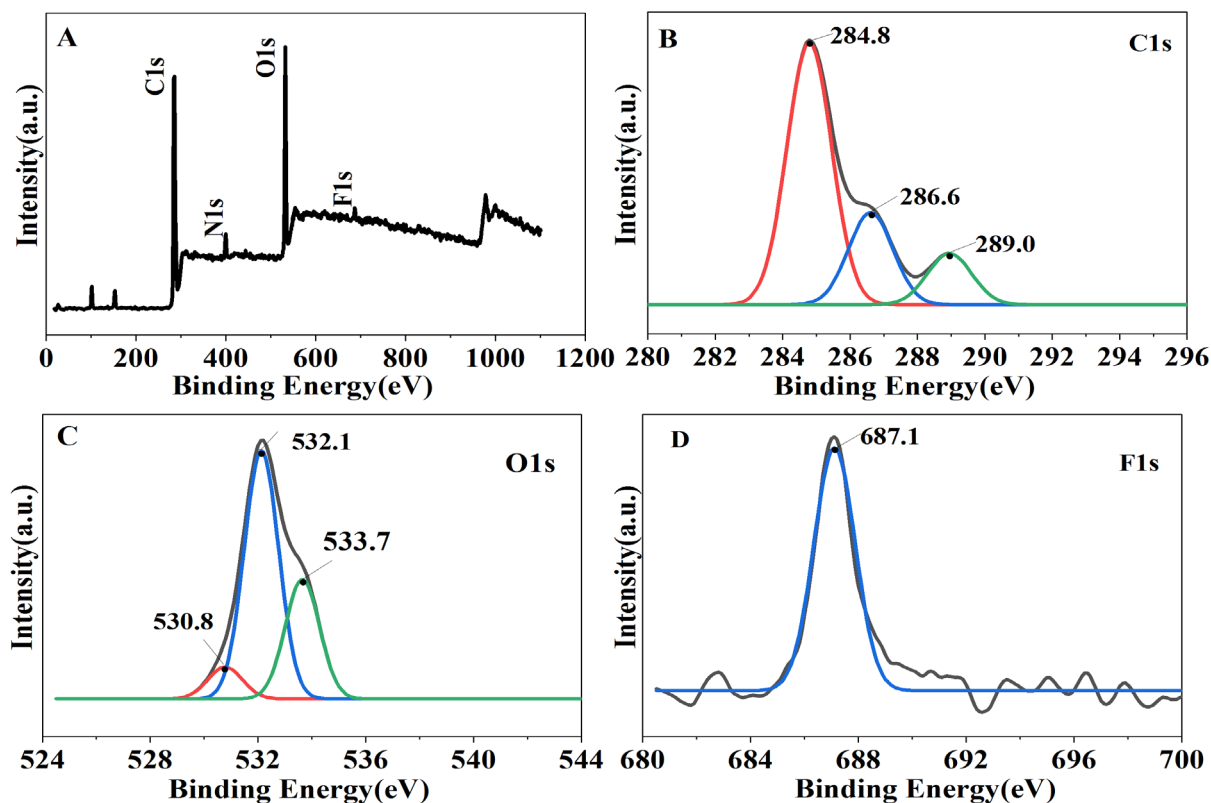 A
C1s
N1s
O1s
F1s
Intensity(a.u.)
0 200 400 600 800 1000 1200
Binding Energy(eV)
B
C1s
284.8
286.6
289.0
Intensity(a.u.)
280 282 284 286 288 290 292 294 296
Binding Energy(eV)
C
O1s
532.1
533.7
530.8
Intensity(a.u.)
524 528 532 536 540 544
Binding Energy(eV)
D
F1s
687.1
Intensity(a.u.)
680 684 688 692 696 700
Binding Energy(eV)